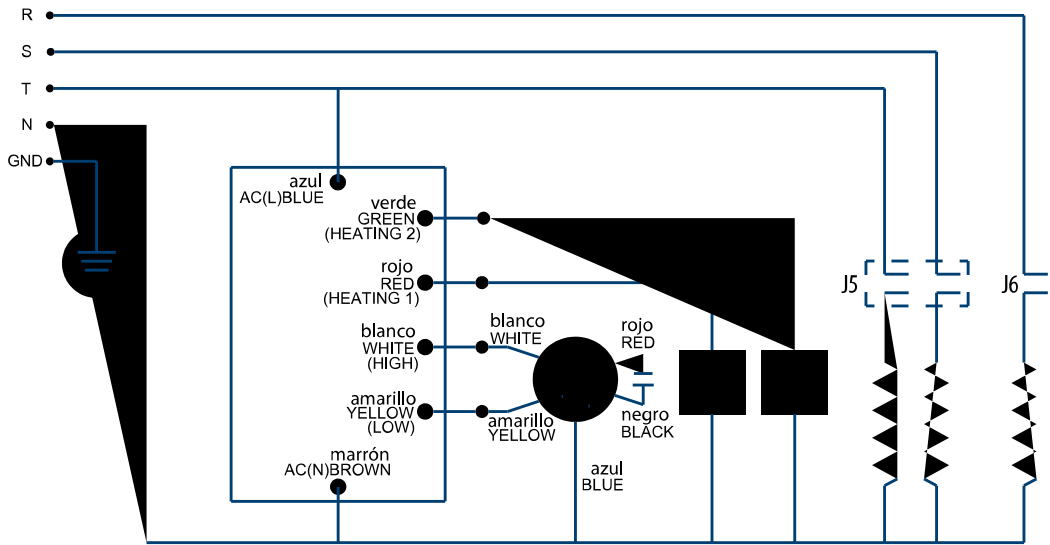 R
S
T
N
GND
azul
AC(L)BLUE
verde
GREEN
(HEATING 2)
rojo
RED
(HEATING 1)
blanco
WHITE
(HIGH)
amarillo
YELLOW
(LOW)
marrón
AC(N)BROWN
blanco
WHITE
amarillo
YELLOW
rojo
RED
negro
BLACK
azul
BLUE
J5
J6